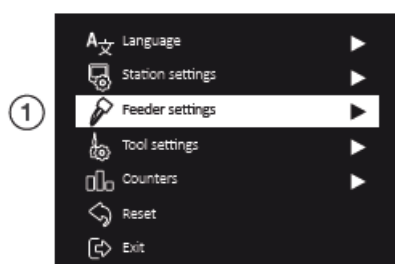 Language
Station settings
1
Feeder settings
Tool settings
Counters
Reset
Exit